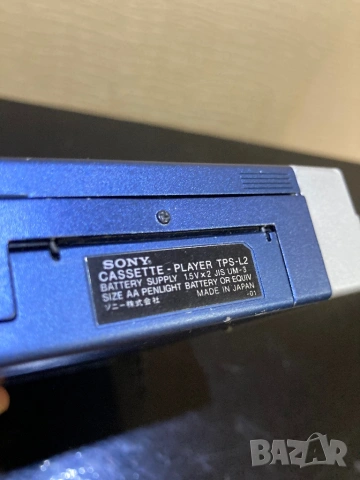 SONY
CASSETTE-PLAYER TPS-L2
BATTERY SUPPLY 1.5V×2 JIS UM-3
SIZE AA PENLIGHT BATTERY OR EQUIV
ソニー株式会社 MADE IN JAPAN
-01
BAZAR
bg